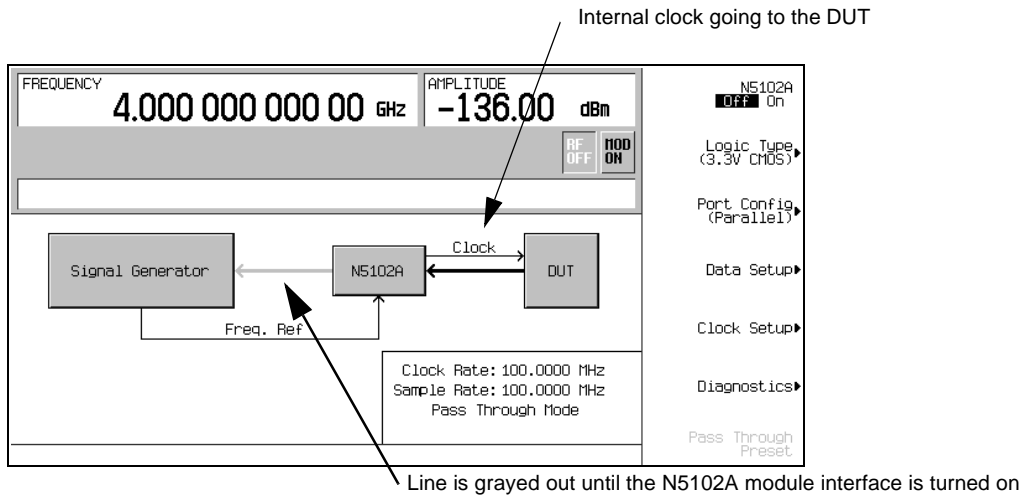 Internal clock going to the DUT
FREQUENCY
4.000 000 000 00 GHz
AMPLITUDE
-136.00 dBm
RF OFF
MOD ON
N5102A
Off On
Logic Type
(3.3V CMOS)
Port Config
(Parallel)
Data Setup
Clock Setup
Diagnostics
Pass Through
Preset
Signal Generator
N5102A
Clock
DUT
Freq. Ref
Clock Rate: 100.0000 MHz
Sample Rate: 100.0000 MHz
Pass Through Mode
Line is grayed out until the N5102A module interface is turned on